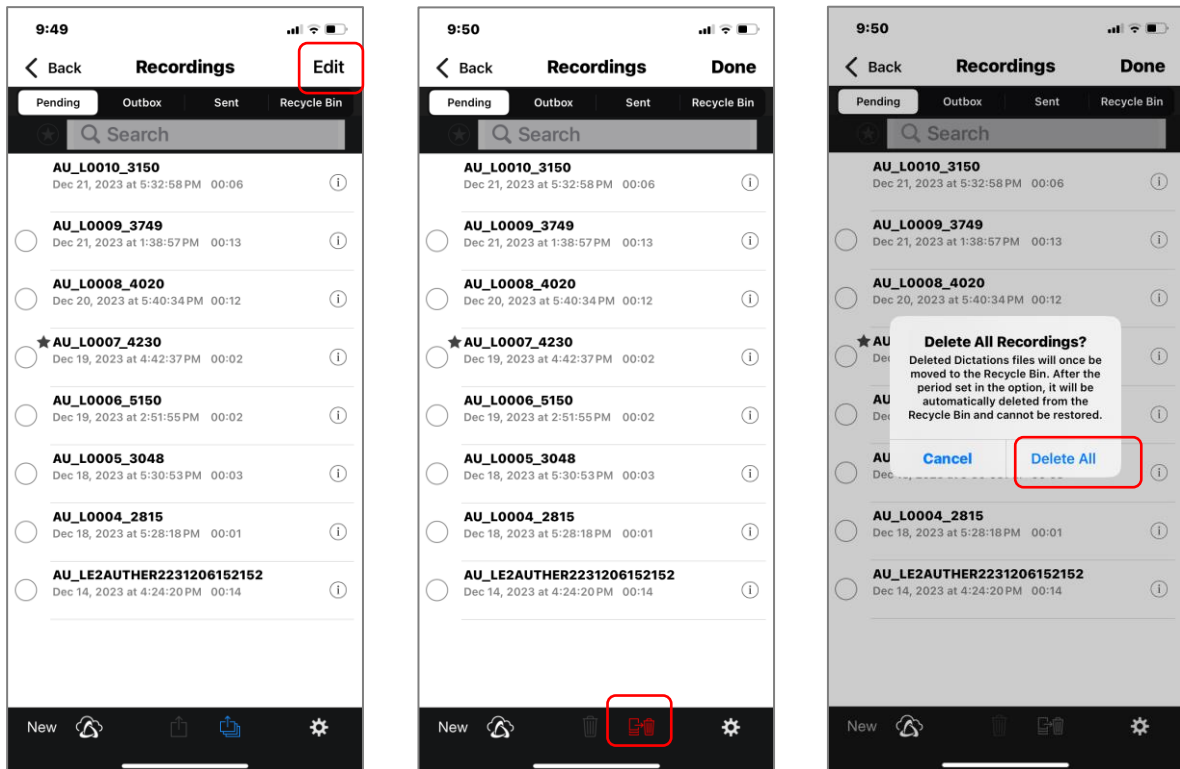 9:49
Back Recordings Edit
Pending Outbox Sent Recycle Bin
Search
AU_L0010_3150
Dec 21, 2023 at 5:32:58 PM 00:06
AU_L0009_3749
Dec 21, 2023 at 1:38:57 PM 00:13
AU_L0008_4020
Dec 20, 2023 at 5:40:34 PM 00:12
AU_L0007_4230
Dec 19, 2023 at 4:42:37 PM 00:02
AU_L0006_5150
Dec 19, 2023 at 2:51:55 PM 00:02
AU_L0005_3048
Dec 18, 2023 at 5:30:53 PM 00:03
AU_L0004_2815
Dec 18, 2023 at 5:28:18 PM 00:01
AU_LE2AUTHER2231206152152
Dec 14, 2023 at 4:24:20 PM 00:14
New
9:50
Back Recordings Done
Pending Outbox Sent Recycle Bin
Search
AU_L0010_3150
Dec 21, 2023 at 5:32:58 PM 00:06
AU_L0009_3749
Dec 21, 2023 at 1:38:57 PM 00:13
AU_L0008_4020
Dec 20, 2023 at 5:40:34 PM 00:12
AU_L0007_4230
Dec 19, 2023 at 4:42:37 PM 00:02
AU_L0006_5150
Dec 19, 2023 at 2:51:55 PM 00:02
AU_L0005_3048
Dec 18, 2023 at 5:30:53 PM 00:03
AU_L0004_2815
Dec 18, 2023 at 5:28:18 PM 00:01
AU_LE2AUTHER2231206152152
Dec 14, 2023 at 4:24:20 PM 00:14
New
9:50
Back Recordings Done
Pending Outbox Sent Recycle Bin
Search
AU_L0010_3150
Dec 21, 2023 at 5:32:58 PM 00:06
AU_L0009_3749
Dec 21, 2023 at 1:38:57 PM 00:13
AU_L0008_4020
Dec 20, 2023 at 5:40:34 PM 00:12
AU
Dec
AU
Dec
AU
Dec
Delete All Recordings?
Deleted Dictations files will once be
moved to the Recycle Bin. After the
period set in the option, it will be
automatically deleted from the
Recycle Bin and cannot be restored.
Cancel Delete All
AU_L0004_2815
Dec 18, 2023 at 5:28:18 PM 00:01
AU_LE2AUTHER2231206152152
Dec 14, 2023 at 4:24:20 PM 00:14
New